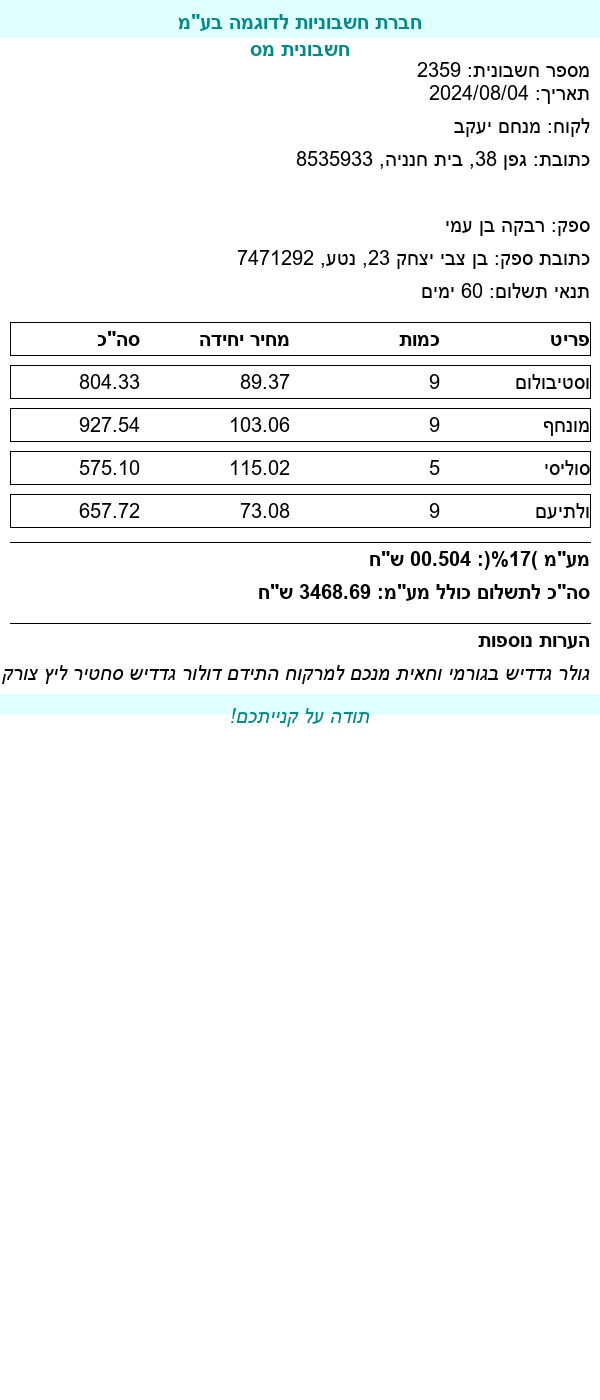 חברת חשבוניות לדוגמה בע"מ
חשבונית מס
מספר חשבונית: 2359
תאריך: 2024/08/04
לקוח: מנחם יעקב
כתובת: גפן 38, בית חנניה, 8535933
ספק: רבקה בן עמי
כתובת ספק: בן צבי יצחק 23, נטע, 7471292
תנאי תשלום: 60 ימים
פריט כמות מחיר יחידה סה"כ
וסטיבולום 9 89.37 804.33
מונחף 9 103.06 927.54
סוליסי 5 115.02 575.10
ולתיעם 9 73.08 657.72
מע"מ )17%(: 00.504 ש"ח
סה"כ לתשלום כולל מע"מ: 3468.69 ש"ח
הערות נוספות
גולר גדדיש בגורמי וחאית מנכם למרקוח התידם דולור גדדיש סחטיר ליץ צורק
תודה על קנייתכם!